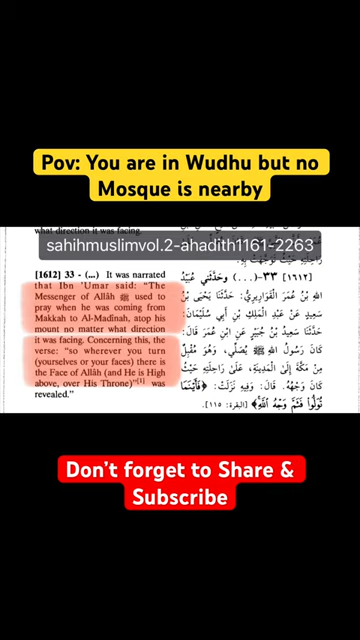 Pov: You are in Wudhu but no
Mosque is nearby
what direction it was facing.
sahihmuslimvol.2-ahadith1161-2263
رَاحِلَتِهِ حَيْثُ تَوَجَّهَتْ بِهِ.
[1612] 33 - (...) It was narrated
that Ibn 'Umar said: "The
Messenger of Allâh ﷺ used to
pray when he was coming from
Makkah to Al-Madînah, atop his
mount no matter what direction
it was facing. Concerning this, the
verse: "so wherever you turn
(yourselves or your faces) there is
the Face of Allâh (and He is High
above, over His Throne)"[1] was
revealed."
[١٦١٢] ٣٣-(...) وَحَدَّثَنِي عُبَيْدُ
اللهِ بْنُ عُمَرَ الْقَوَارِيرِيُّ: حَدَّثَنَا يَحْيَى بْنُ
سَعِيدٍ عَنْ عَبْدِ الْمَلِكِ بْنِ أَبِي سُلَيْمَانَ:
حَدَّثَنَا سَعِيدُ بْنُ جُبَيْرٍ عَنِ ابْنِ عُمَرَ قَالَ:
كَانَ رَسُولُ اللهِ ﷺ يُصَلِّي، وَهُوَ مُقْبِلٌ
مِنْ مَكَّةَ إِلَى الْمَدِينَةِ، عَلَىٰ رَاحِلَتِهِ حَيْثُ
كَانَ وَجْهُهُ. قَالَ: وَفِيهِ نَزَلَتْ: ﴿فَأَيْنَمَا
تُوَلُّوا فَثَمَّ وَجْهُ اللَّهِ﴾ [البقرة: ١١٥].
Don't forget to Share &
Subscribe